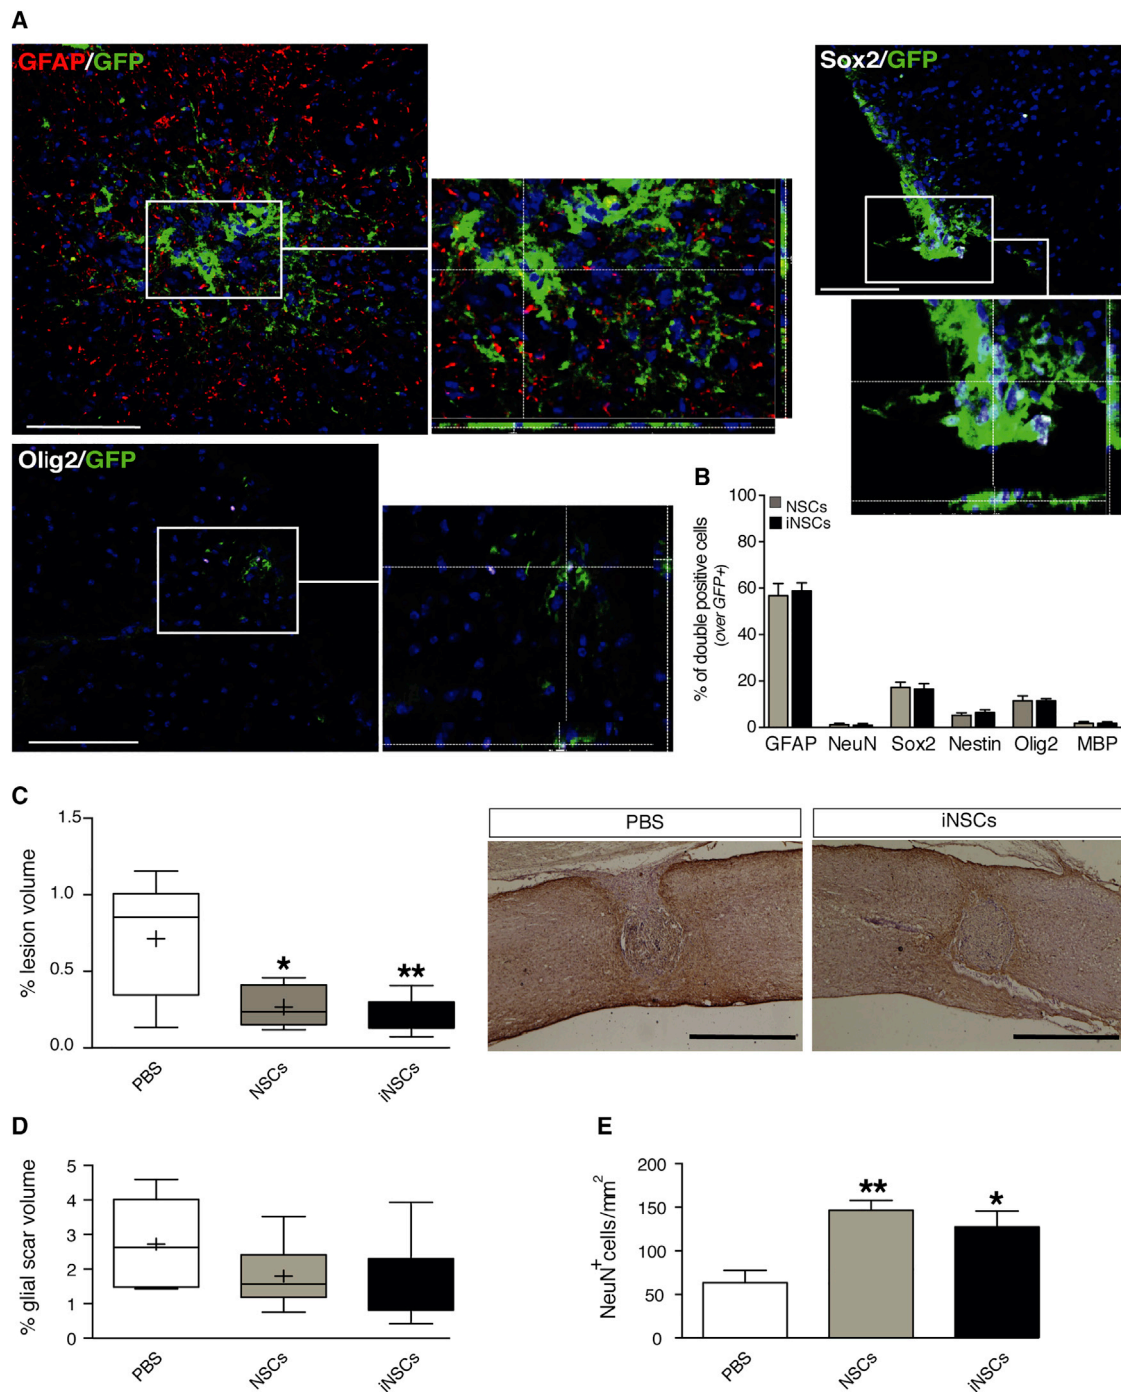 A
GFAP/GFP
Sox2/GFP
Olig2/GFP
B
% of double positive cells
(over GFP+)
100
80
60
40
20
0
NSCs
iNSCs
GFAP NeuN Sox2 Nestin Olig2 MBP
C
% lesion volume
1.5
1.0
0.5
0.0
*
**
PBS
NSCs
iNSCs
PBS
iNSCs
D
% glial scar volume
5
4
3
2
1
0
PBS
NSCs
iNSCs
E
NeuN+ cells/mm2
200
150
100
50
0
**
*
PBS
NSCs
iNSCs